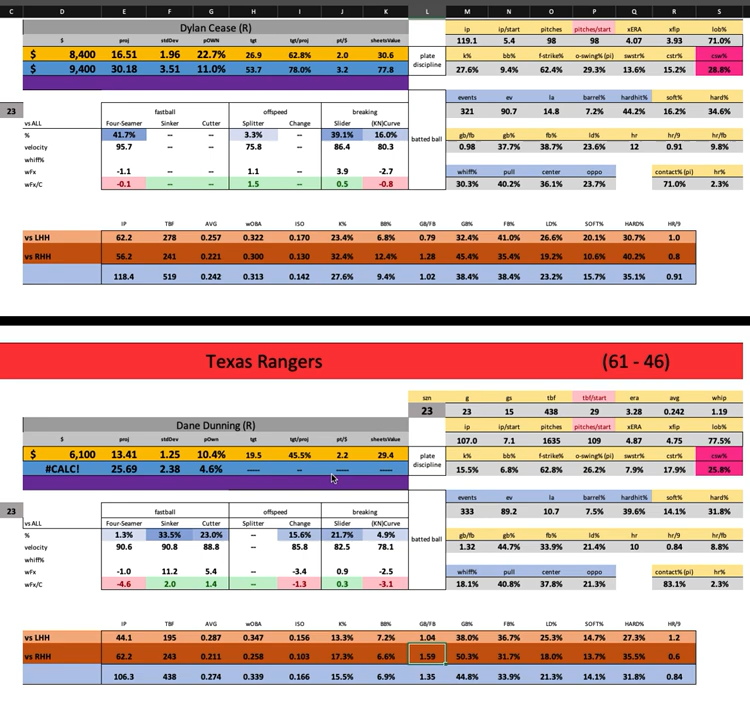 C D E F G H I J K L M N O P Q R S
Dylan Cease (R) ip ip/start pitches pitches/start xERA xfip lob%
$ proj stdDev pOWN tgt tgt/proj pt/$ sheetsValue 119.1 5.4 98 98 4.07 3.93 71.0%
$ 8,400 16.51 1.96 22.7% 26.9 62.8% 2.0 30.6 plate discipline k% bb% f-strike% o-swing% (pi) swstr% cstr% csw%
$ 9,400 30.18 3.51 11.0% 53.7 78.0% 3.2 77.8 27.6% 9.4% 62.4% 29.3% 13.6% 15.2% 28.8%
events ev la barrel% hardhit% soft% hard%
23 fastball offspeed breaking 321 90.7 14.8 7.2% 44.2% 16.2% 34.6%
vs ALL Four-Seamer Sinker Cutter Splitter Change Slider (KN)Curve
% 41.7% -- -- 3.3% -- 39.1% 16.0% batted ball gb/fb gb% fb% ld% hr hr/9 hr/fb
velocity 95.7 -- -- 75.8 -- 86.4 80.3 0.98 37.7% 38.7% 23.6% 12 0.91 9.8%
whiff%
wFx -1.1 1.1 3.9 -2.7 whiff% pull center oppo contact% (pi) hr%
wFx/C -0.1 -- -- 1.5 -- 0.5 -0.8 30.3% 40.2% 36.1% 23.7% 71.0% 2.3%
IP TBF AVG wOBA ISO K% BB% GB/FB GB% FB% LD% SOFT% HARD% HR/9
vs LHH 62.2 278 0.257 0.322 0.170 23.4% 6.8% 0.79 32.4% 41.0% 26.6% 20.1% 30.7% 1.0
vs RHH 56.2 241 0.221 0.300 0.130 32.4% 12.4% 1.28 45.4% 35.4% 19.2% 10.6% 40.2% 0.8
118.4 519 0.242 0.313 0.142 27.6% 9.4% 1.02 38.4% 38.4% 23.2% 15.7% 35.1% 0.91
Texas Rangers (61 - 46)
szn g gs tbf tbf/start era avg whip
23 23 15 438 29 3.28 0.242 1.19
Dane Dunning (R) ip ip/start pitches pitches/start xERA xfip lob%
$ proj stdDev pOwn tgt tgt/proj pt/$ sheetsValue 107.0 7.1 1635 109 4.87 4.75 77.5%
$ 6,100 13.41 1.25 10.4% 19.5 45.5% 2.2 29.4 plate discipline k% bb% f-strike% o-swing% (pi) swstr% cstr% csw%
#CALC! 25.69 2.38 4.6% ----- ----- ----- ----- 15.5% 6.8% 62.8% 26.2% 7.9% 17.9% 25.8%
events ev la barrel% hardhit% soft% hard%
23 fastball offspeed breaking 333 89.2 10.7 7.5% 39.6% 14.1% 31.8%
vs ALL Four-Seamer Sinker Cutter Splitter Change Slider (KN)Curve
% 1.3% 33.5% 23.0% -- 15.6% 21.7% 4.9% batted ball gb/fb gb% fb% ld% hr hr/9 hr/fb
velocity 90.6 90.8 88.8 -- 85.8 82.5 78.1 1.32 44.7% 33.9% 21.4% 10 0.84 8.8%
whiff%
wFx -1.0 11.2 5.4 -3.4 0.9 -2.5 whiff% pull center oppo contact% (pi) hr%
wFx/C -4.6 2.0 1.4 -- -1.3 0.3 -3.1 18.1% 40.8% 37.8% 21.3% 83.1% 2.3%
IP TBF AVG wOBA ISO K% BB% GB/FB GB% FB% LD% SOFT% HARD% HR/9
vs LHH 44.1 195 0.287 0.347 0.156 13.3% 7.2% 1.04 38.0% 36.7% 25.3% 14.7% 27.3% 1.2
vs RHH 62.2 243 0.211 0.258 0.103 17.3% 6.6% 1.59 50.3% 31.7% 18.0% 13.7% 35.5% 0.6
106.3 438 0.274 0.339 0.166 15.5% 6.9% 1.35 44.8% 33.9% 21.3% 14.1% 31.8% 0.84